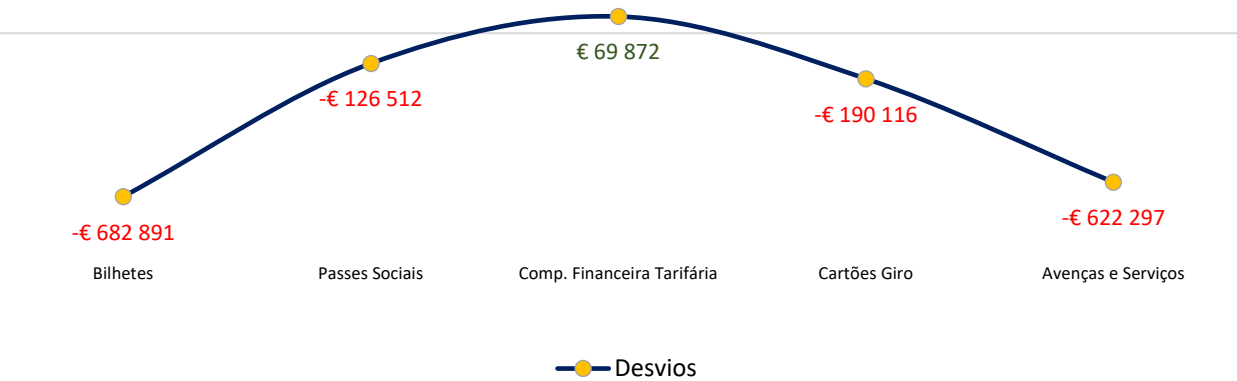 € 69 872
-€ 126 512
-€ 190 116
-€ 682 891
-€ 622 297
Bilhetes
Passes Sociais
Comp. Financeira Tarifária
Cartões Giro
Avenças e Serviços
Desvios